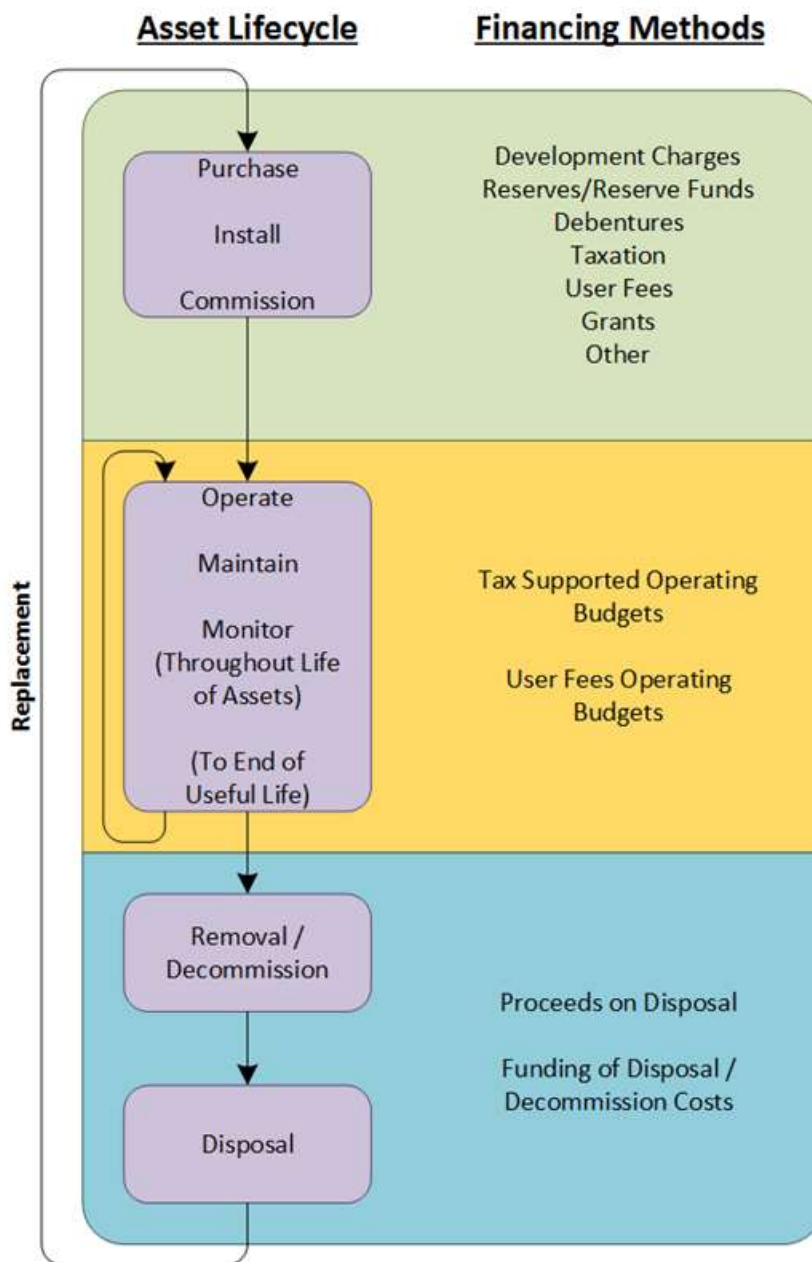 Asset Lifecycle
Financing Methods
Purchase
Install
Commission
Development Charges
Reserves/Reserve Funds
Debentures
Taxation
User Fees
Grants
Other
Replacement
Operate
Maintain
Monitor
(Throughout Life
of Assets)
(To End of
Useful Life)
Tax Supported Operating
Budgets
User Fees Operating
Budgets
Removal /
Decommission
Disposal
Proceeds on Disposal
Funding of Disposal /
Decommission Costs